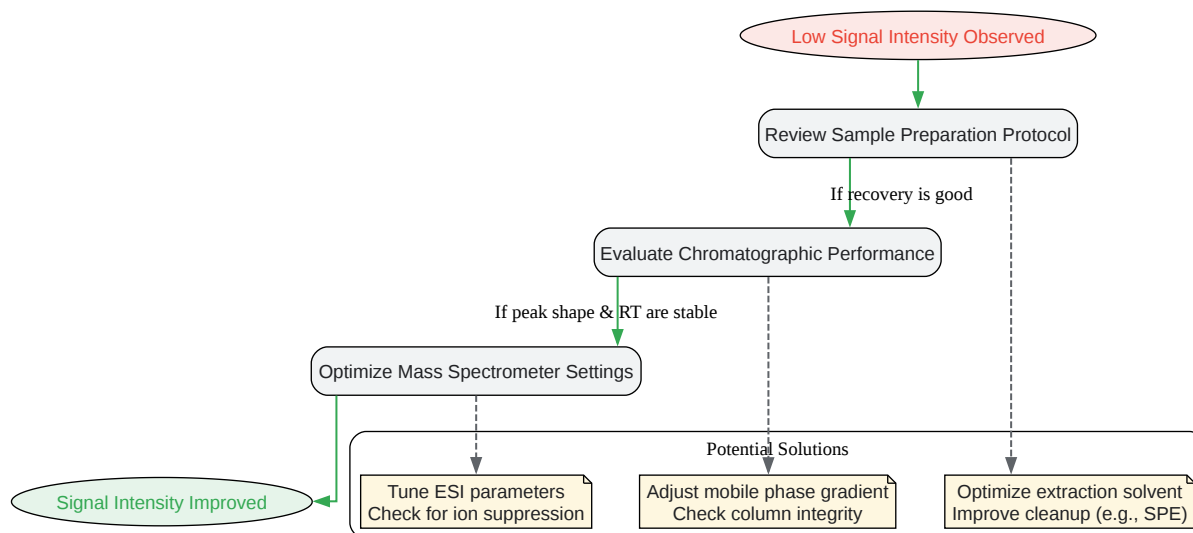 Low Signal Intensity Observed
Review Sample Preparation Protocol
If recovery is good
Evaluate Chromatographic Performance
If peak shape & RT are stable
Optimize Mass Spectrometer Settings
Potential Solutions
Signal Intensity Improved
Tune ESI parameters
Check for ion suppression
Adjust mobile phase gradient
Check column integrity
Optimize extraction solvent
Improve cleanup (e.g., SPE)